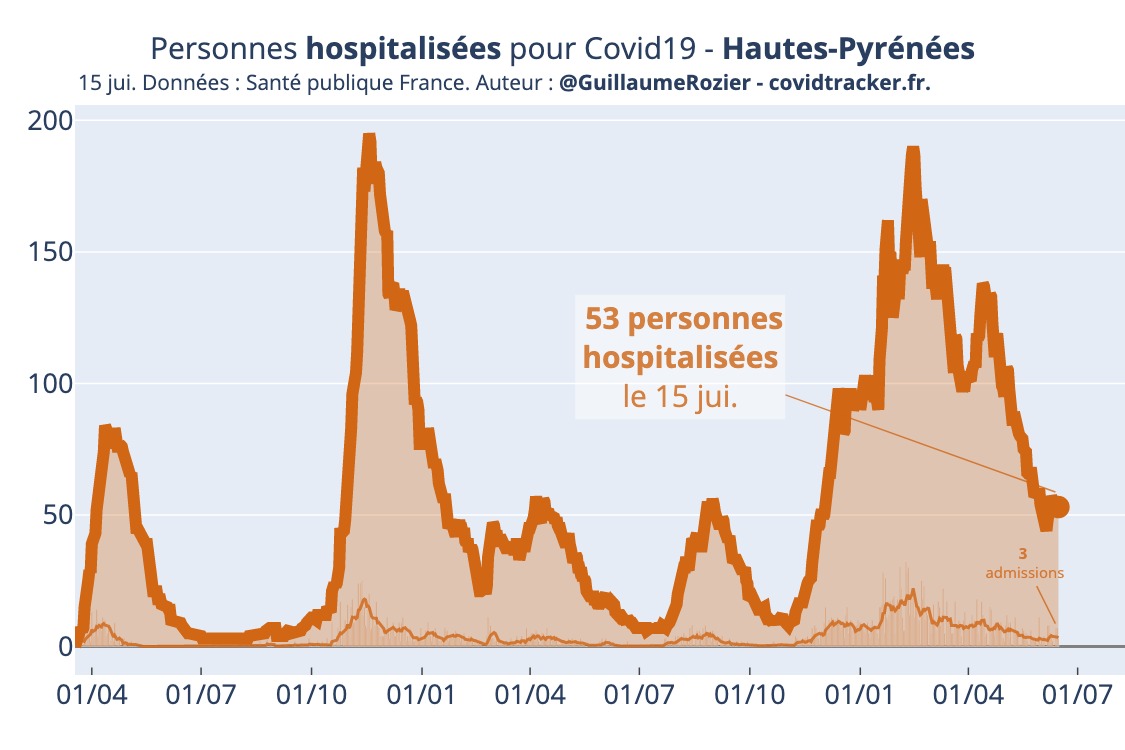 Personnes hospitalisées pour Covid19 - Hautes-Pyrénées
15 jui. Données : Santé publique France. Auteur : @GuillaumeRozier - covidtracker.fr.
200
150
100
50
0
53 personnes
hospitalisées
le 15 jui.
3
admissions
01/04 01/07 01/10 01/01 01/04 01/07 01/10 01/01 01/04 01/07